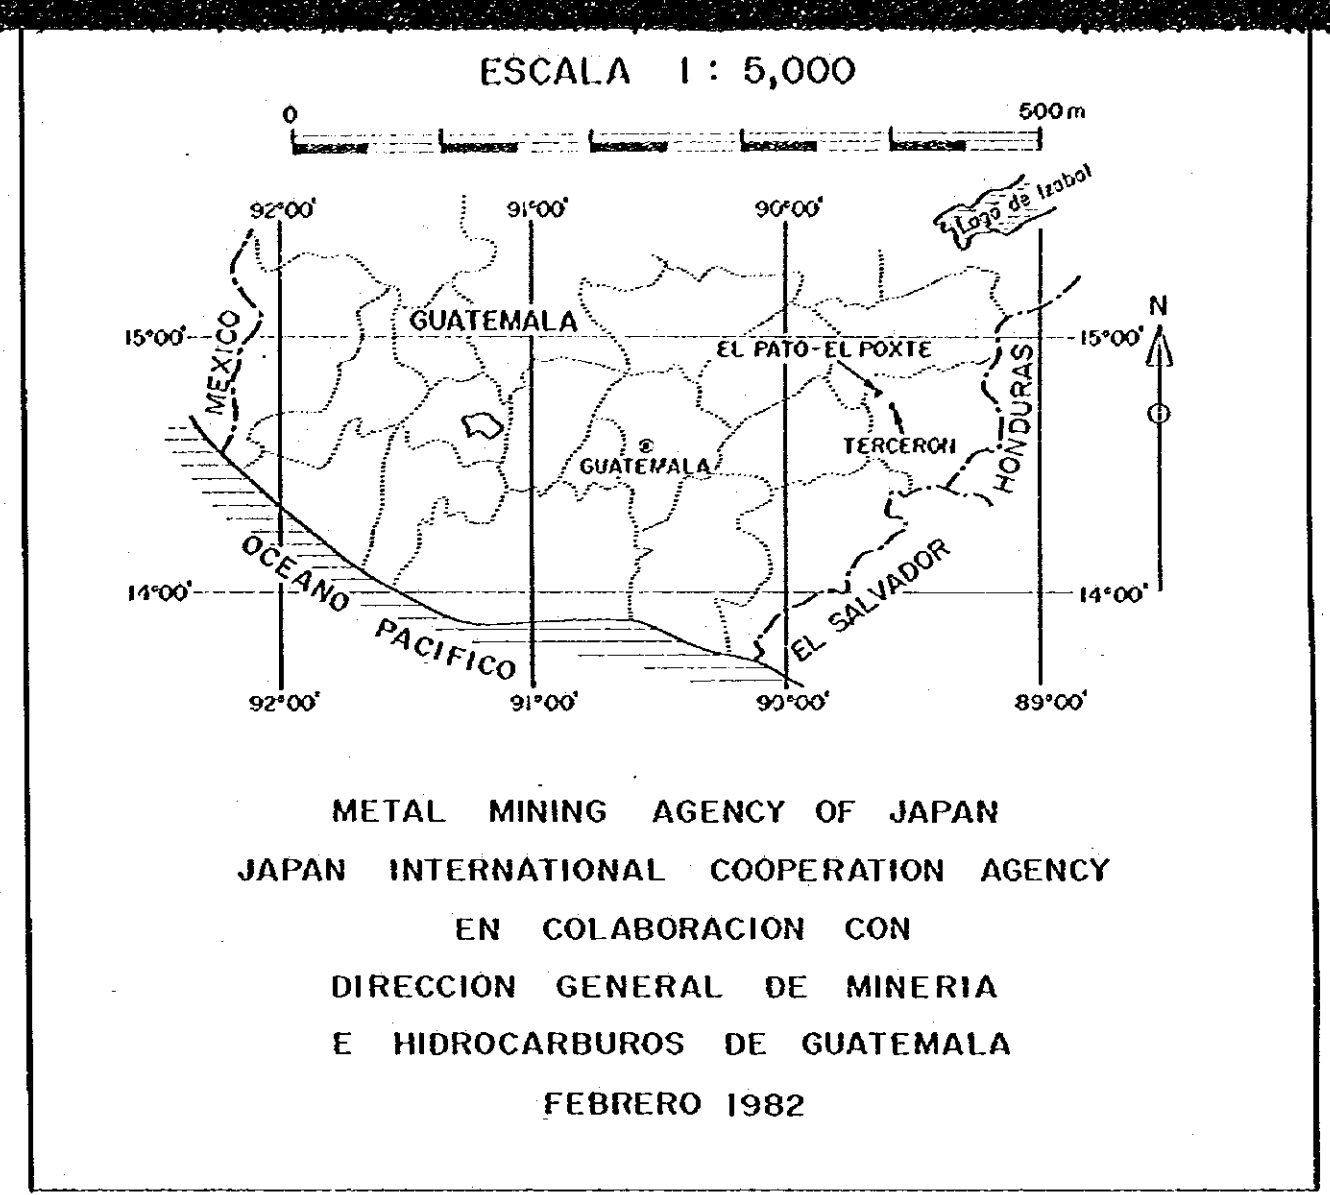 ESCALA 1 : 5,000
0 500m
92°00' 91°00' 90°00' Lago de Izabal
N
15°00' MEXICO GUATEMALA 15°00'
EL PATO-EL POXTE
HONDURAS
TERCERON
GUATEMALA
OCEANO PACIFICO
14°00' EL SALVADOR 14°00'
92°00' 91°00' 90°00' 89°00'
METAL MINING AGENCY OF JAPAN
JAPAN INTERNATIONAL COOPERATION AGENCY
EN COLABORACION CON
DIRECCION GENERAL DE MINERIA
E HIDROCARBUROS DE GUATEMALA
FEBRERO 1982